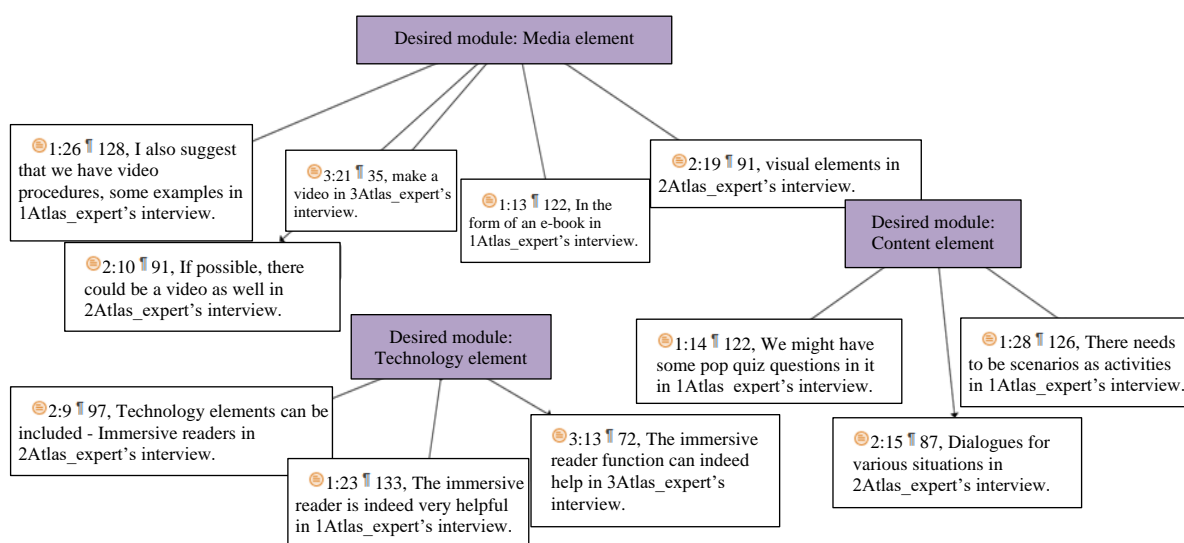 Desired module: Media element
1:26 ¶ 128, I also suggest
that we have video
procedures, some examples in
1Atlas_expert's interview.
3:21 ¶ 35, make a
video in 3Atlas_expert's
interview.
1:13 ¶ 122, In the
form of an e-book in
1Atlas_expert's interview.
2:19 ¶ 91, visual elements in
2Atlas_expert's interview.
2:10 ¶ 91, If possible, there
could be a video as well in
2Atlas_expert's interview.
Desired module:
Content element
1:14 ¶ 122, We might have
some pop quiz questions in it
in 1Atlas expert's interview.
1:28 ¶ 126, There needs
to be scenarios as activities
in 1Atlas_expert's interview.
2:15 ¶ 87, Dialogues for
various situations in
2Atlas_expert's interview.
Desired module:
Technology element
2:9 ¶ 97, Technology elements can be
included - Immersive readers in
2Atlas_expert's interview.
1:23 ¶ 133, The immersive
reader is indeed very helpful
in 1Atlas_expert's interview.
3:13 ¶ 72, The immersive
reader function can indeed
help in 3Atlas_expert's
interview.